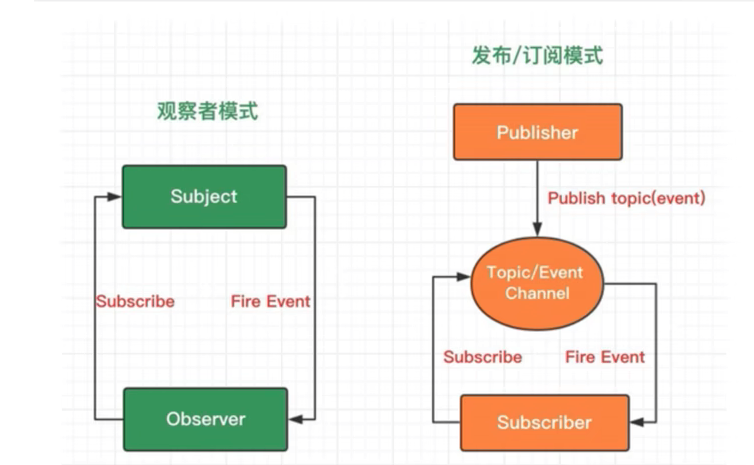 观察者模式
Subject
Subscribe
Fire Event
Observer
发布/订阅模式
Publisher
Publish topic(event)
Topic/Event
Channel
Subscribe
Fire Event
Subscriber